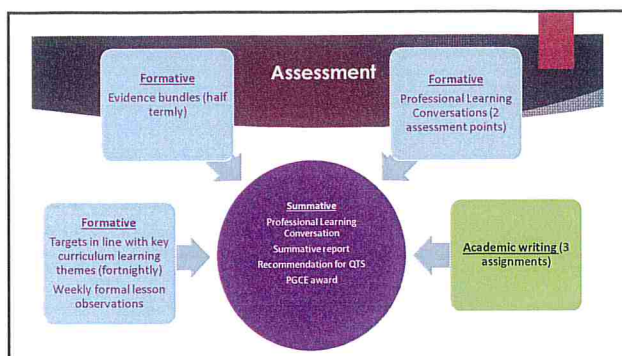 Assessment
Formative
Evidence bundles (half
termly)
Formative
Professional Learning
Conversations (2
assessment points)
Formative
Targets in line with key
curriculum learning
themes (fortnightly)
Weekly formal lesson
observations
Summative
Professional Learning
Conversation
Summative report
Recommendation for QTS
PGCE award
Academic writing (3
assignments)